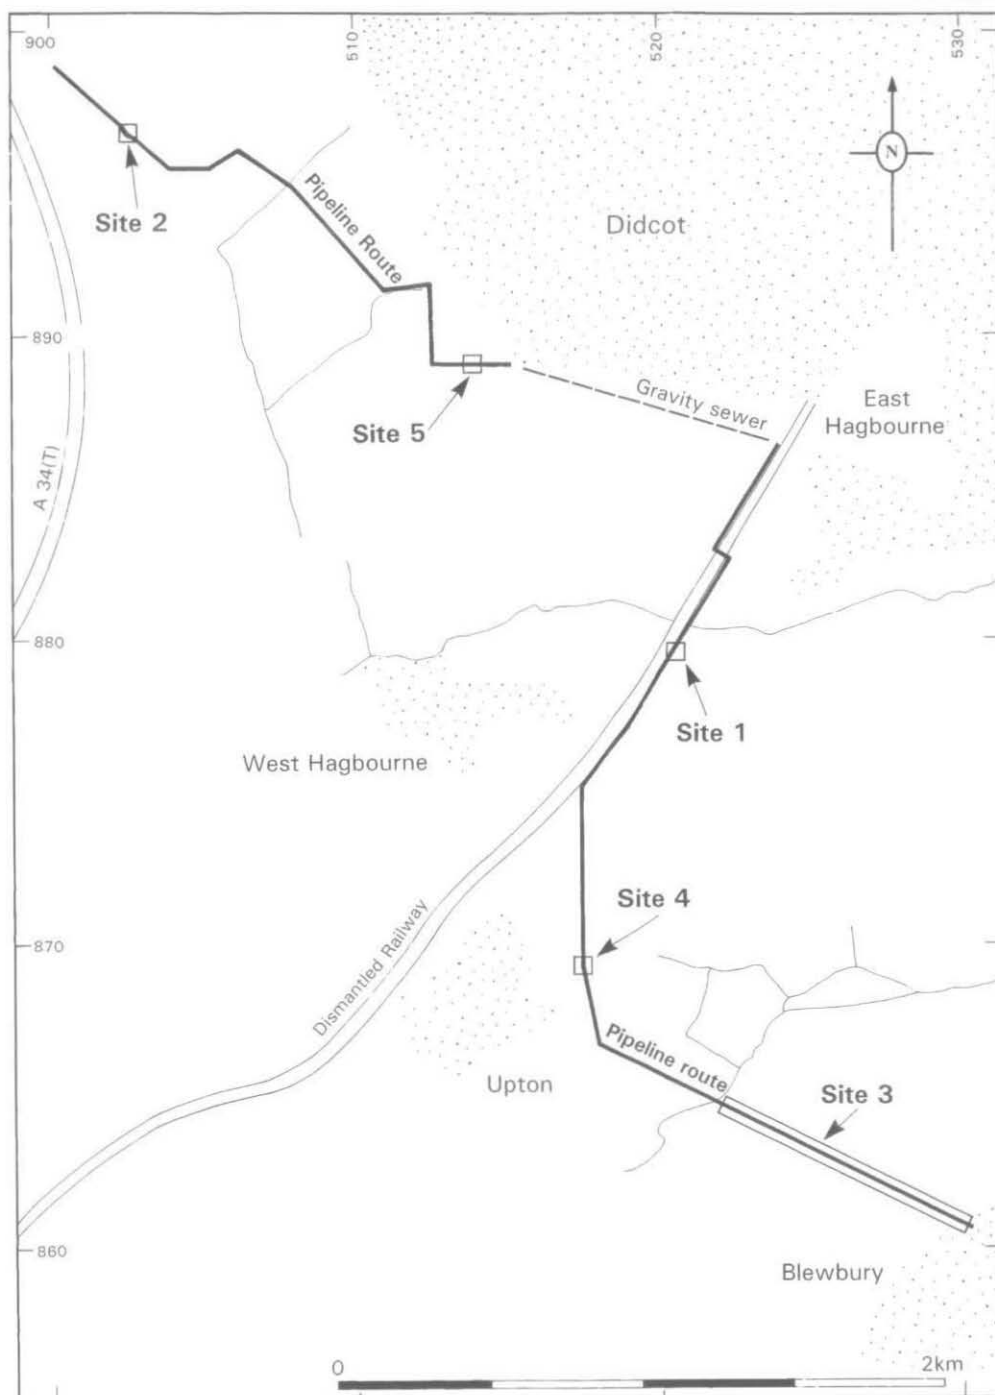 900
510
520
530
N
Site 2
Pipeline Route
Didcot
890
Gravity sewer
East
Hagbourne
Site 5
A 34(T)
880
Site 1
West Hagbourne
Site 4
870
Dismantled Railway
Pipeline route
Upton
Site 3
860
Blewbury
0
2km